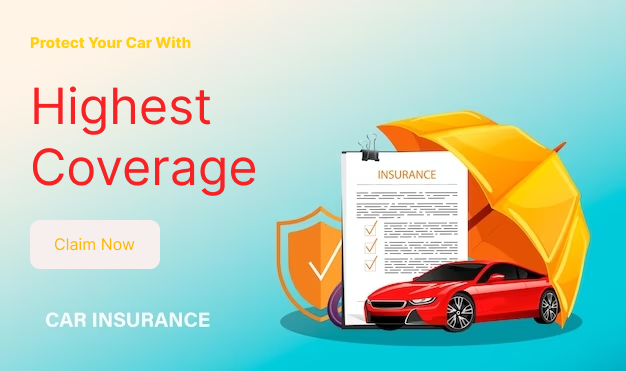 Protect Your Car With
Highest
Coverage
INSURANCE
Claim Now
CAR INSURANCE